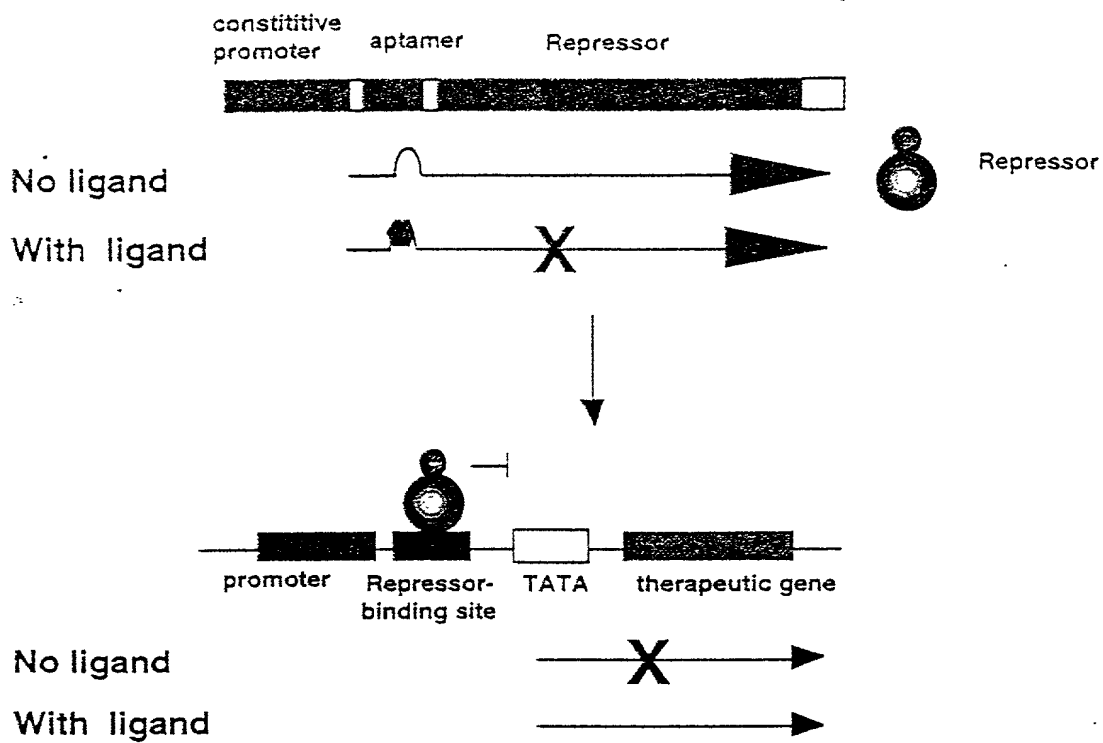 constititive
promoter
aptamer
Repressor
No ligand
Repressor
With ligand
X
promoter
Repressor-
binding site
TATA
therapeutic gene
No ligand
X
With ligand